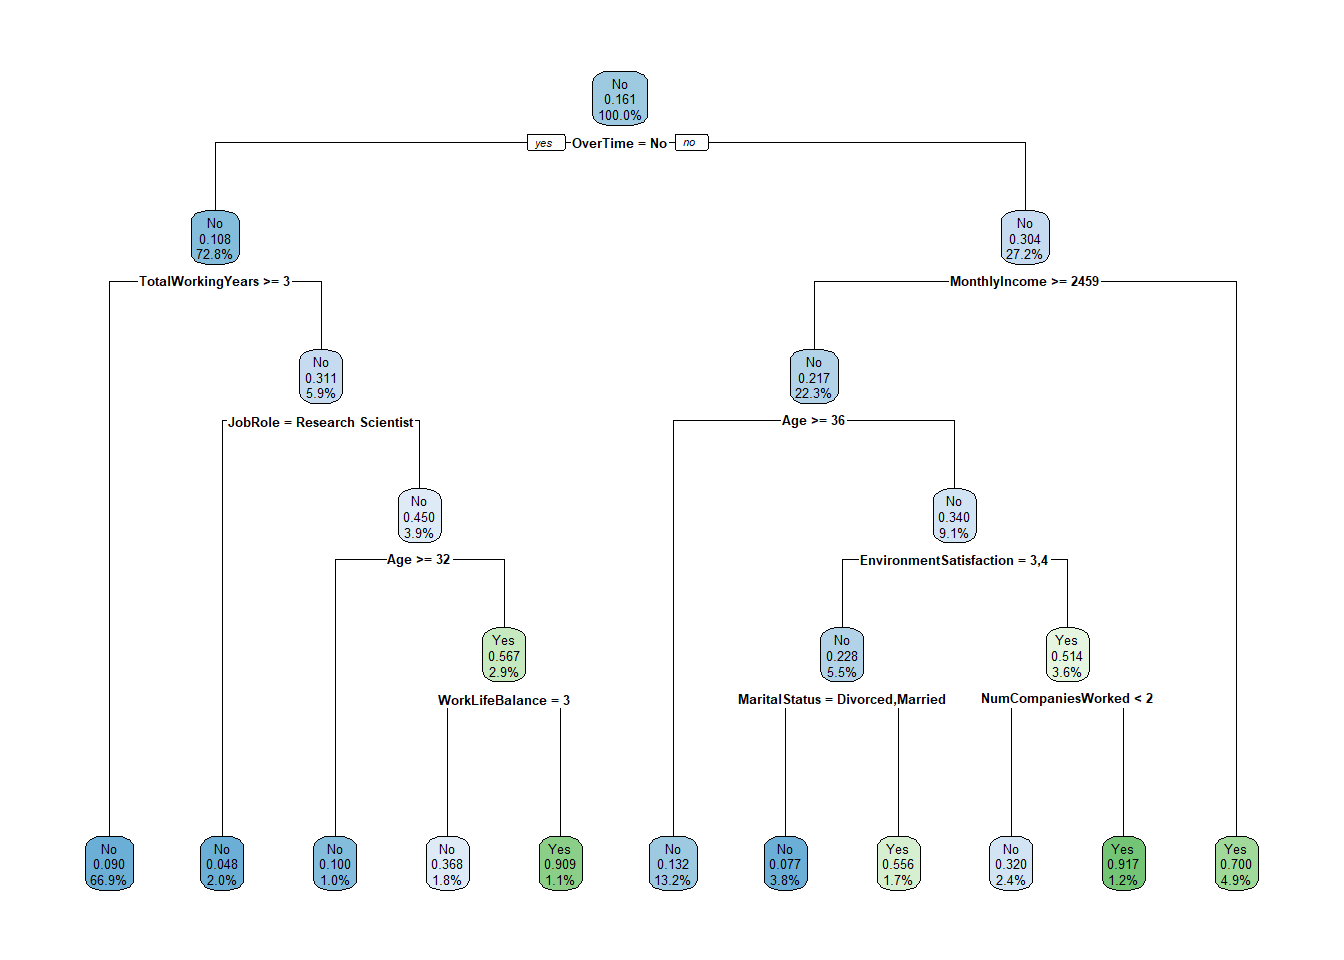 No
0.161
100.0%
yes OverTime = No no
No
0.108
72.8%
No
0.304
27.2%
TotalWorkingYears >= 3
MonthlyIncome >= 2459
No
0.311
5.9%
No
0.217
22.3%
JobRole = Research Scientist
Age >= 36
No
0.450
3.9%
No
0.340
9.1%
Age >= 32
EnvironmentSatisfaction = 3,4
Yes
0.567
2.9%
No
0.228
5.5%
Yes
0.514
3.6%
WorkLifeBalance = 3
MaritalStatus = Divorced,Married
NumCompaniesWorked < 2
No
0.090
66.9%
No
0.048
2.0%
No
0.100
1.0%
No
0.368
1.8%
Yes
0.909
1.1%
No
0.132
13.2%
No
0.077
3.8%
Yes
0.556
1.7%
No
0.320
2.4%
Yes
0.917
1.2%
Yes
0.700
4.9%